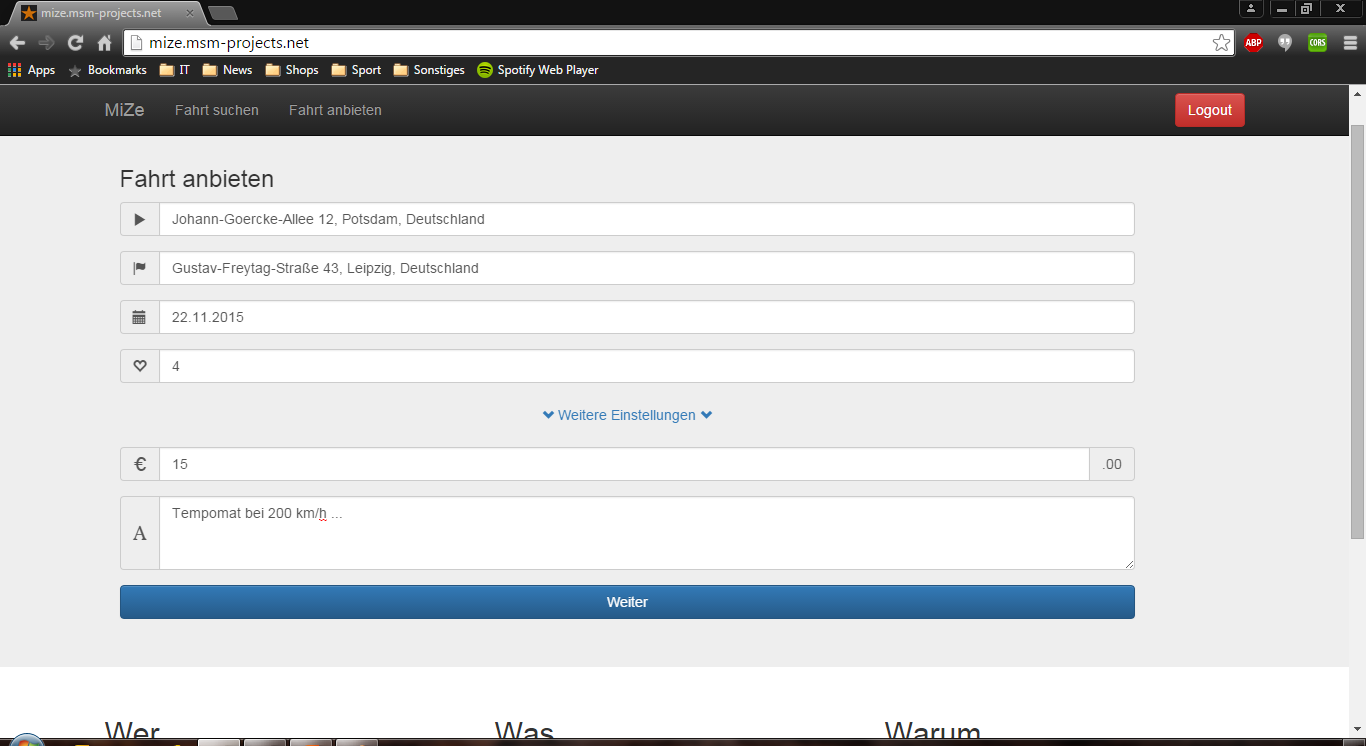 mize.msm-projects.net
mize.msm-projects.net
ABP
CORS
Apps Bookmarks IT News Shops Sport Sonstiges Spotify Web Player
MiZe Fahrt suchen Fahrt anbieten Logout
Fahrt anbieten
Johann-Goercke-Allee 12, Potsdam, Deutschland
Gustav-Freytag-Straße 43, Leipzig, Deutschland
22.11.2015
4
Weitere Einstellungen
€ 15 .00
A Tempomat bei 200 km/h ...
Weiter
Wer Was Warum